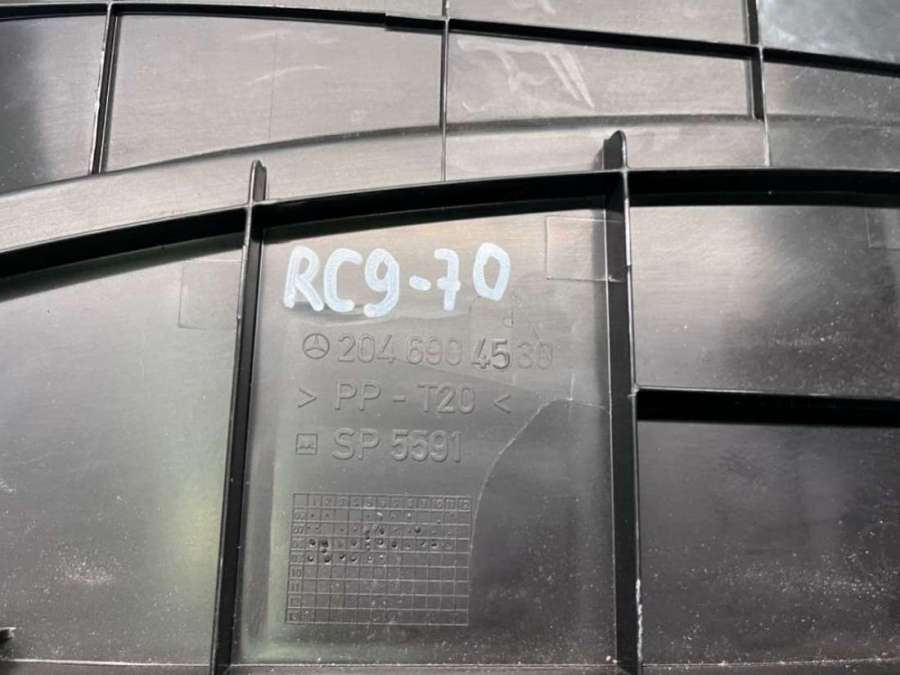 RC9-70
204 690 45 30
> PP - T20 <
SP 5591